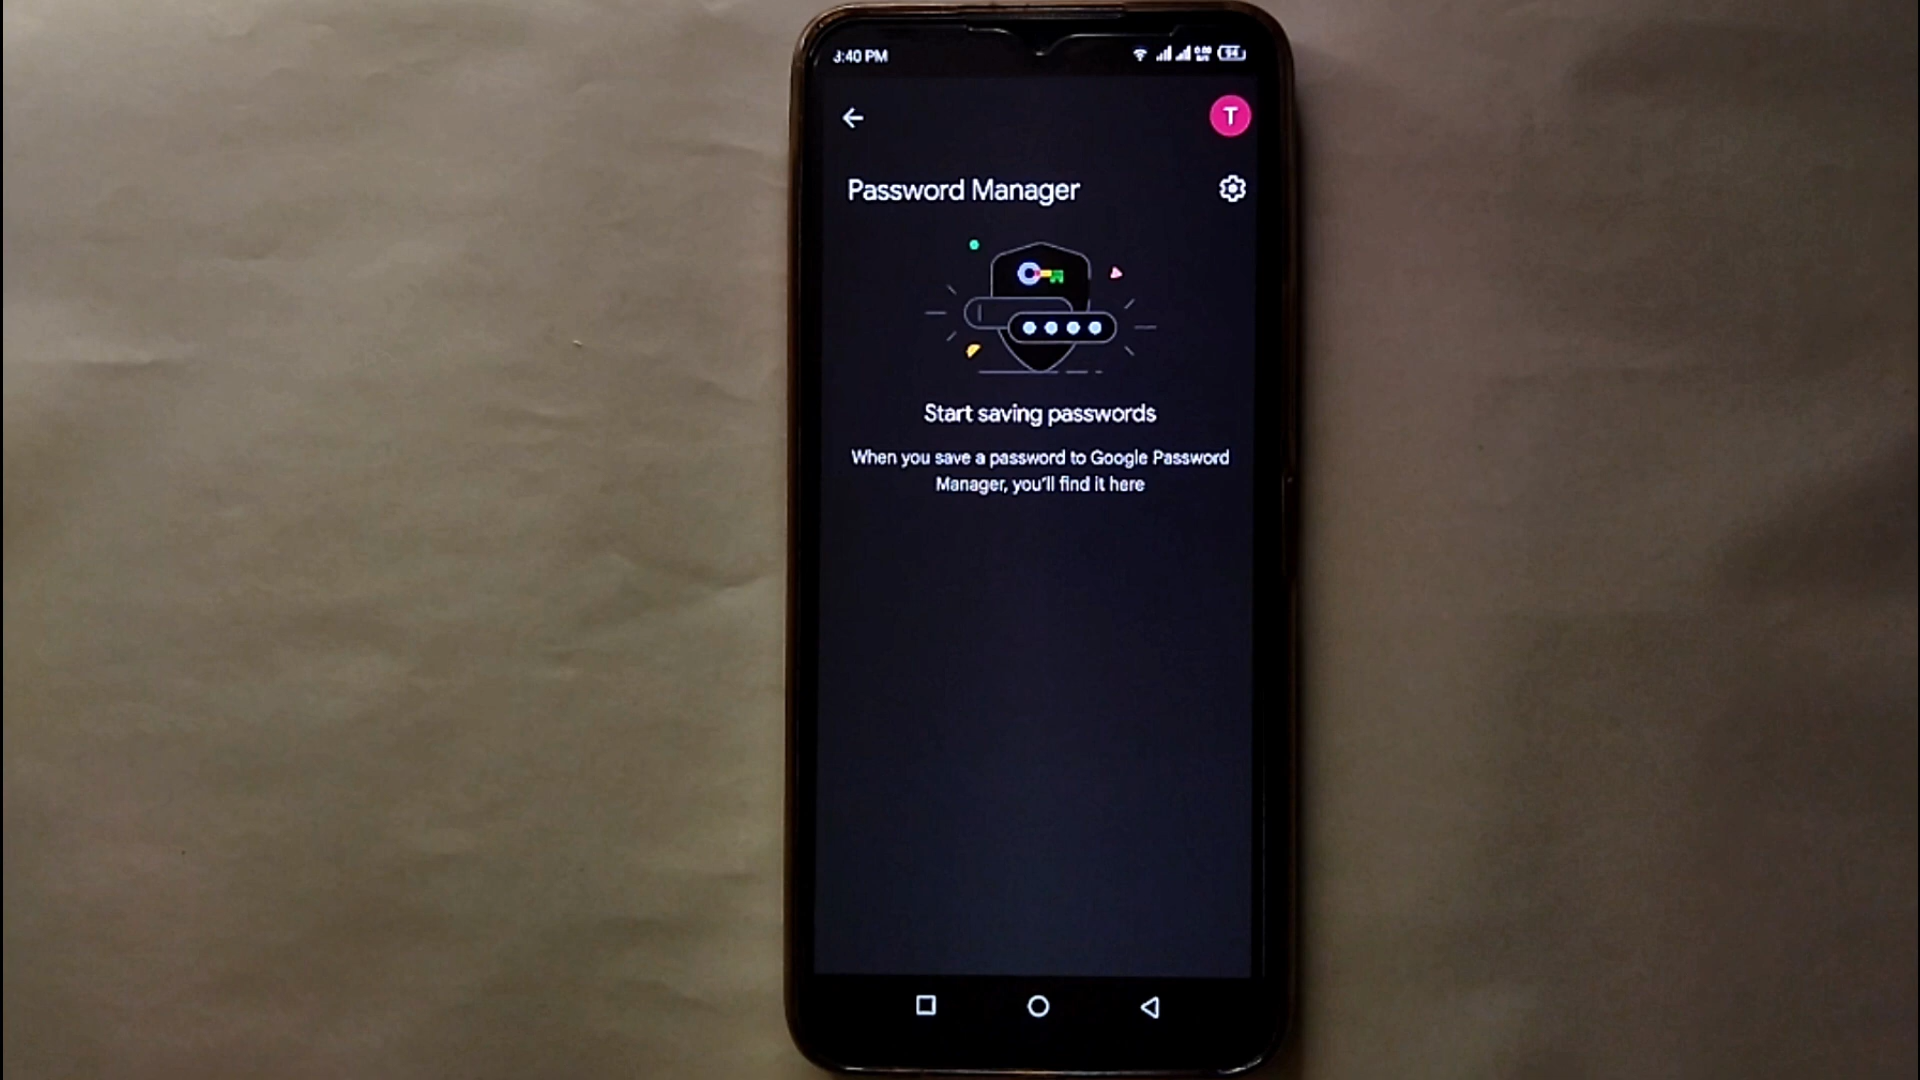 3:40 PM
94
T
Password Manager
Start saving passwords
When you save a password to Google Password
Manager, you'll find it here